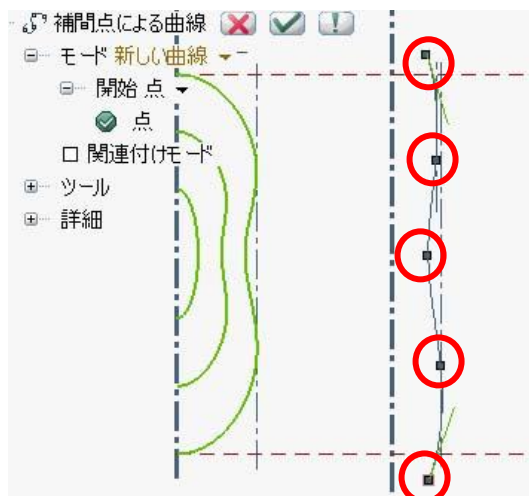 補間点による曲線
モード 新しい曲線
開始 点
点
関連付けモード
ツール
詳細